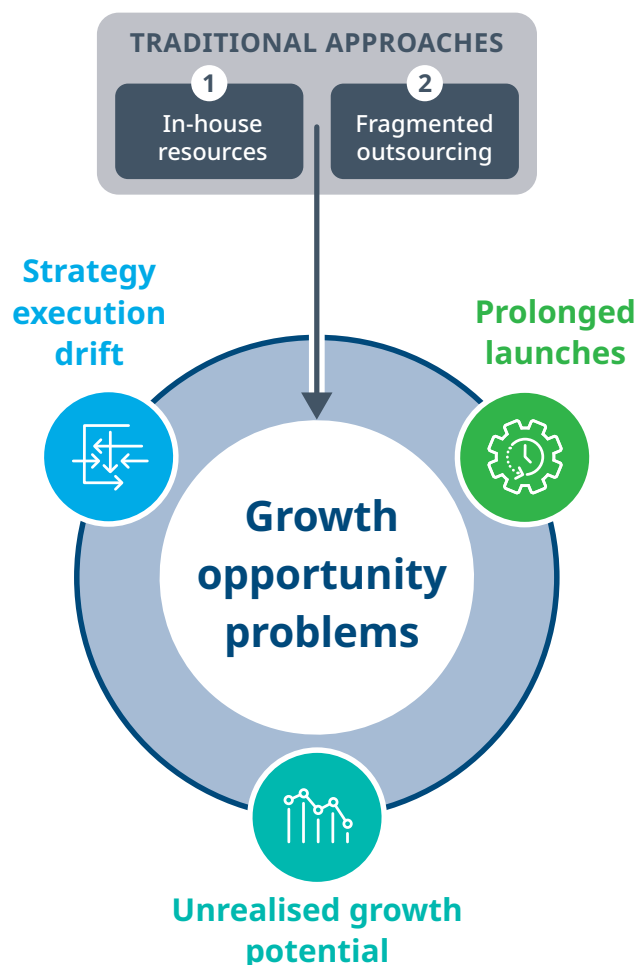 TRADITIONAL APPROACHES
1
In-house
resources
2
Fragmented
outsourcing
Strategy
execution
drift
Prolonged
launches
Growth
opportunity
problems
Unrealised growth
potential